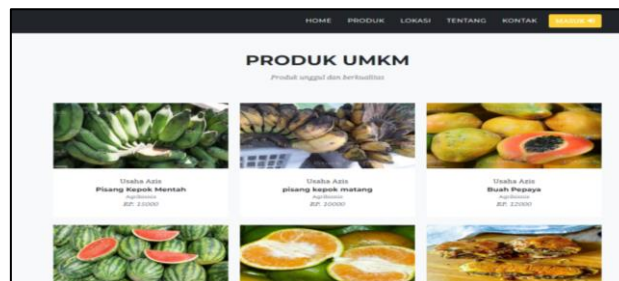 HOME PRODUK LOKASI TENTANG KONTAK MASUK
PRODUK UMKM
Produk unggul dan berkualitas
Usaha Azis
Pisang Kepok Mentah
Agribisnis
RP. 11000
Usaha Azis
pisang kepok matang
Agribisnis
RP. 10000
Usaha Azis
Buah Pepaya
Agribisnis
RP. 12000